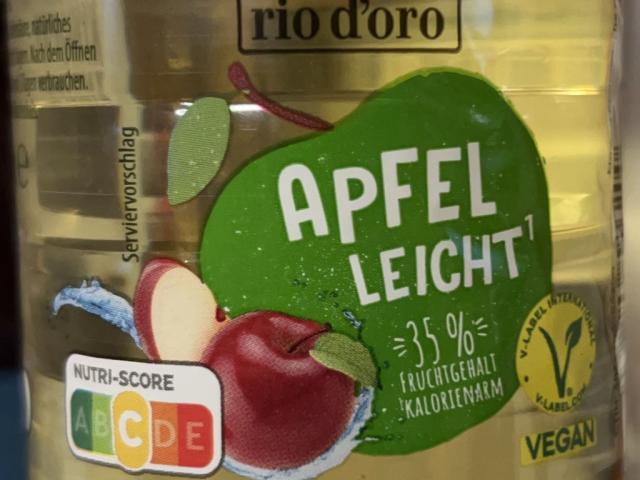 rio d'oro
natürliches
Nach dem Öffnen
verbrauchen.
Serviervorschlag
APFEL
LEICHT¹
35 %
FRUCHTGEHALT
KALORIENARM
NUTRI-SCORE
A B C D E
V-LABEL INTERNATIONAL
V-LABEL.COM
VEGAN